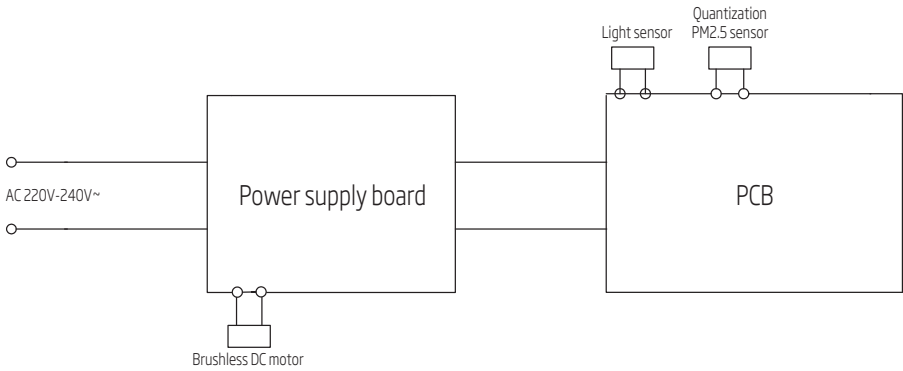 Quantization
PM2.5 sensor
Light sensor
AC 220V-240V~
Power supply board
PCB
Brushless DC motor